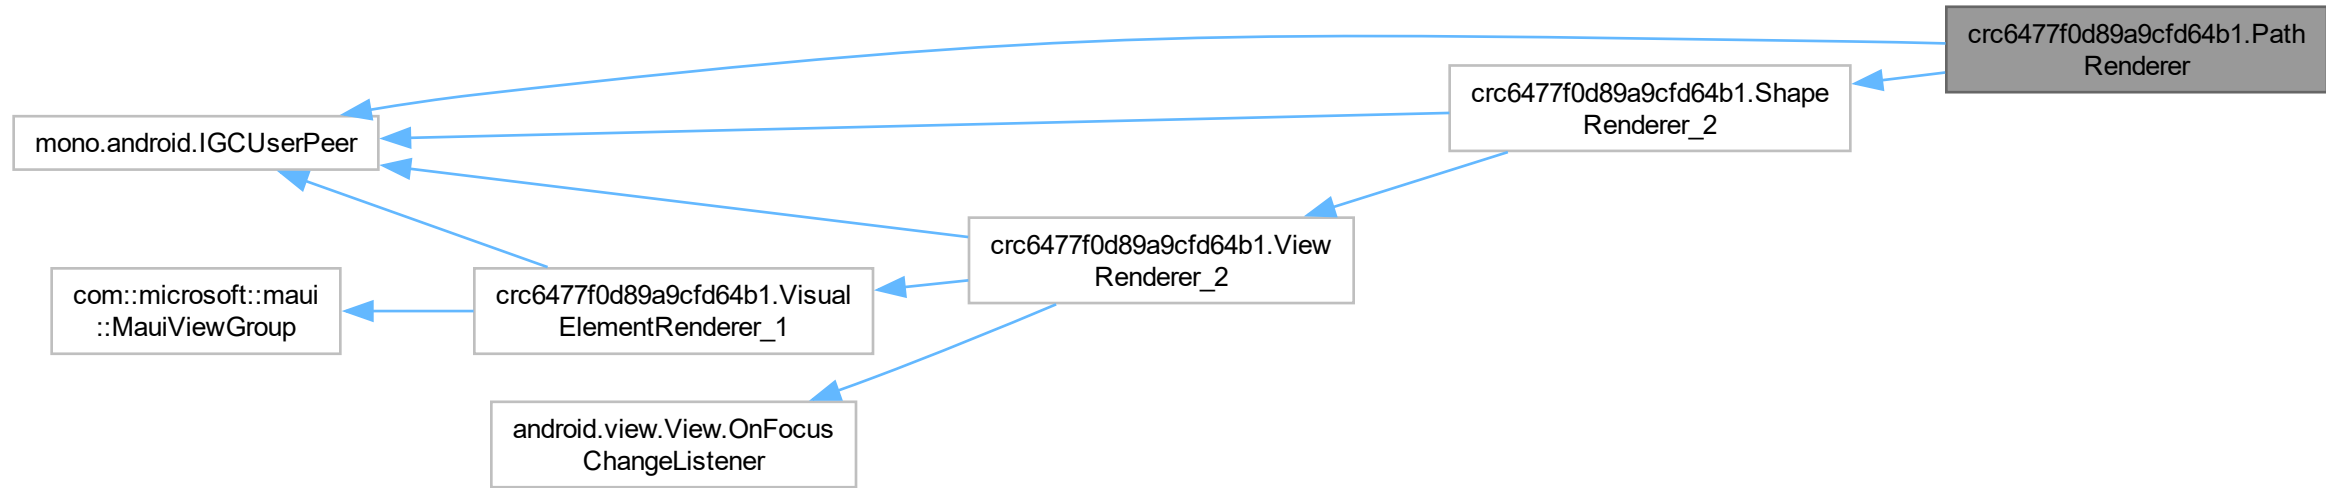 crc6477f0d89a9cfd64b1.Path
Renderer
crc6477f0d89a9cfd64b1.Shape
Renderer_2
mono.android.IGCUserPeer
crc6477f0d89a9cfd64b1.View
Renderer_2
com::microsoft::maui
::MauiViewGroup
crc6477f0d89a9cfd64b1.Visual
ElementRenderer_1
android.view.View.OnFocus
ChangeListener